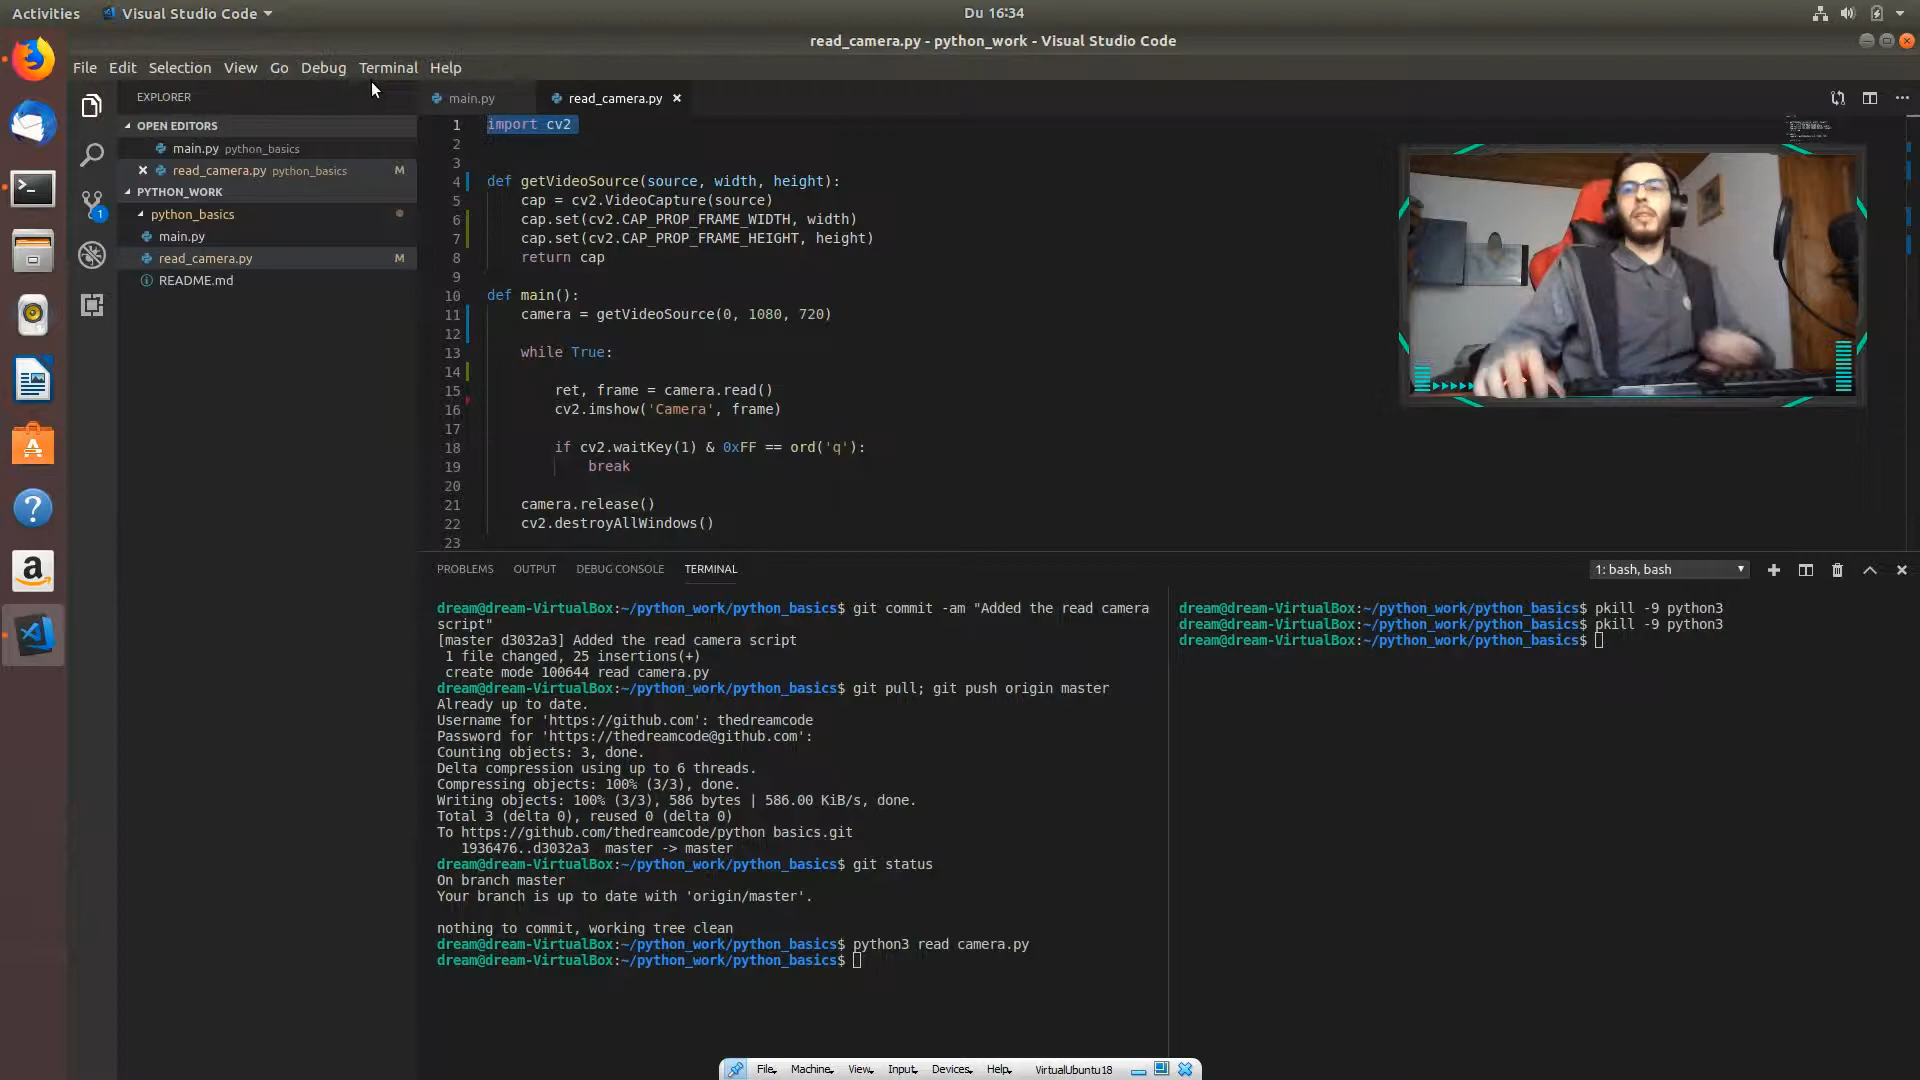 Activities Visual Studio Code Du 16:34
read_camera.py - python_work - Visual Studio Code
File Edit Selection View Go Debug Terminal Help
EXPLORER
OPEN EDITORS
main.py python_basics
read_camera.py python_basics M
PYTHON_WORK
python_basics
main.py
read_camera.py M
README.md
1
main.py read_camera.py
1 import cv2
2
3
4 def getVideoSource(source, width, height):
5 cap = cv2.VideoCapture(source)
6 cap.set(cv2.CAP_PROP_FRAME_WIDTH, width)
7 cap.set(cv2.CAP_PROP_FRAME_HEIGHT, height)
8 return cap
9
10 def main():
11 camera = getVideoSource(0, 1080, 720)
12
13 while True:
14
15 ret, frame = camera.read()
16 cv2.imshow('Camera', frame)
17
18 if cv2.waitKey(1) & 0xFF == ord('q'):
19 break
20
21 camera.release()
22 cv2.destroyAllWindows()
23
PROBLEMS OUTPUT DEBUG CONSOLE TERMINAL 1: bash, bash
dream@dream-VirtualBox:~/python_work/python_basics$ git commit -am "Added the read camera
script"
[master d3032a3] Added the read camera script
1 file changed, 25 insertions(+)
create mode 100644 read camera.py
dream@dream-VirtualBox:~/python_work/python_basics$ git pull; git push origin master
Already up to date.
Username for 'https://github.com': thedreamcode
Password for 'https://thedreamcode@github.com':
Counting objects: 3, done.
Delta compression using up to 6 threads.
Compressing objects: 100% (3/3), done.
Writing objects: 100% (3/3), 586 bytes | 586.00 KiB/s, done.
Total 3 (delta 0), reused 0 (delta 0)
To https://github.com/thedreamcode/python basics.git
1936476..d3032a3 master -> master
dream@dream-VirtualBox:~/python_work/python_basics$ git status
On branch master
Your branch is up to date with 'origin/master'.
nothing to commit, working tree clean
dream@dream-VirtualBox:~/python_work/python_basics$ python3 read camera.py
dream@dream-VirtualBox:~/python_work/python_basics$
dream@dream-VirtualBox:~/python_work/python_basics$ pkill -9 python3
dream@dream-VirtualBox:~/python_work/python_basics$ pkill -9 python3
dream@dream-VirtualBox:~/python_work/python_basics$
File Machine View Input Devices Help VirtualUbuntu18